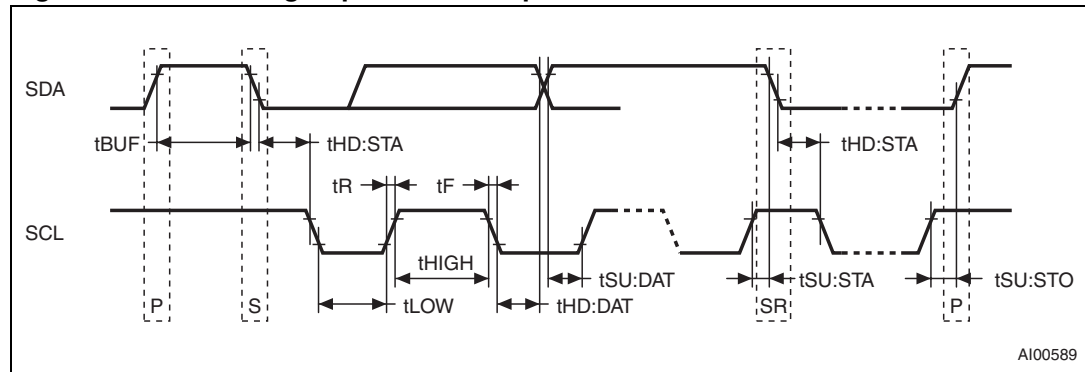 SDA
tBUF
tHD:STA
tHD:STA
tR
tF
SCL
tHIGH
tSU:DAT
tSU:STA
tSU:STO
tLOW
tHD:DAT
P
S
SR
P
AI00589